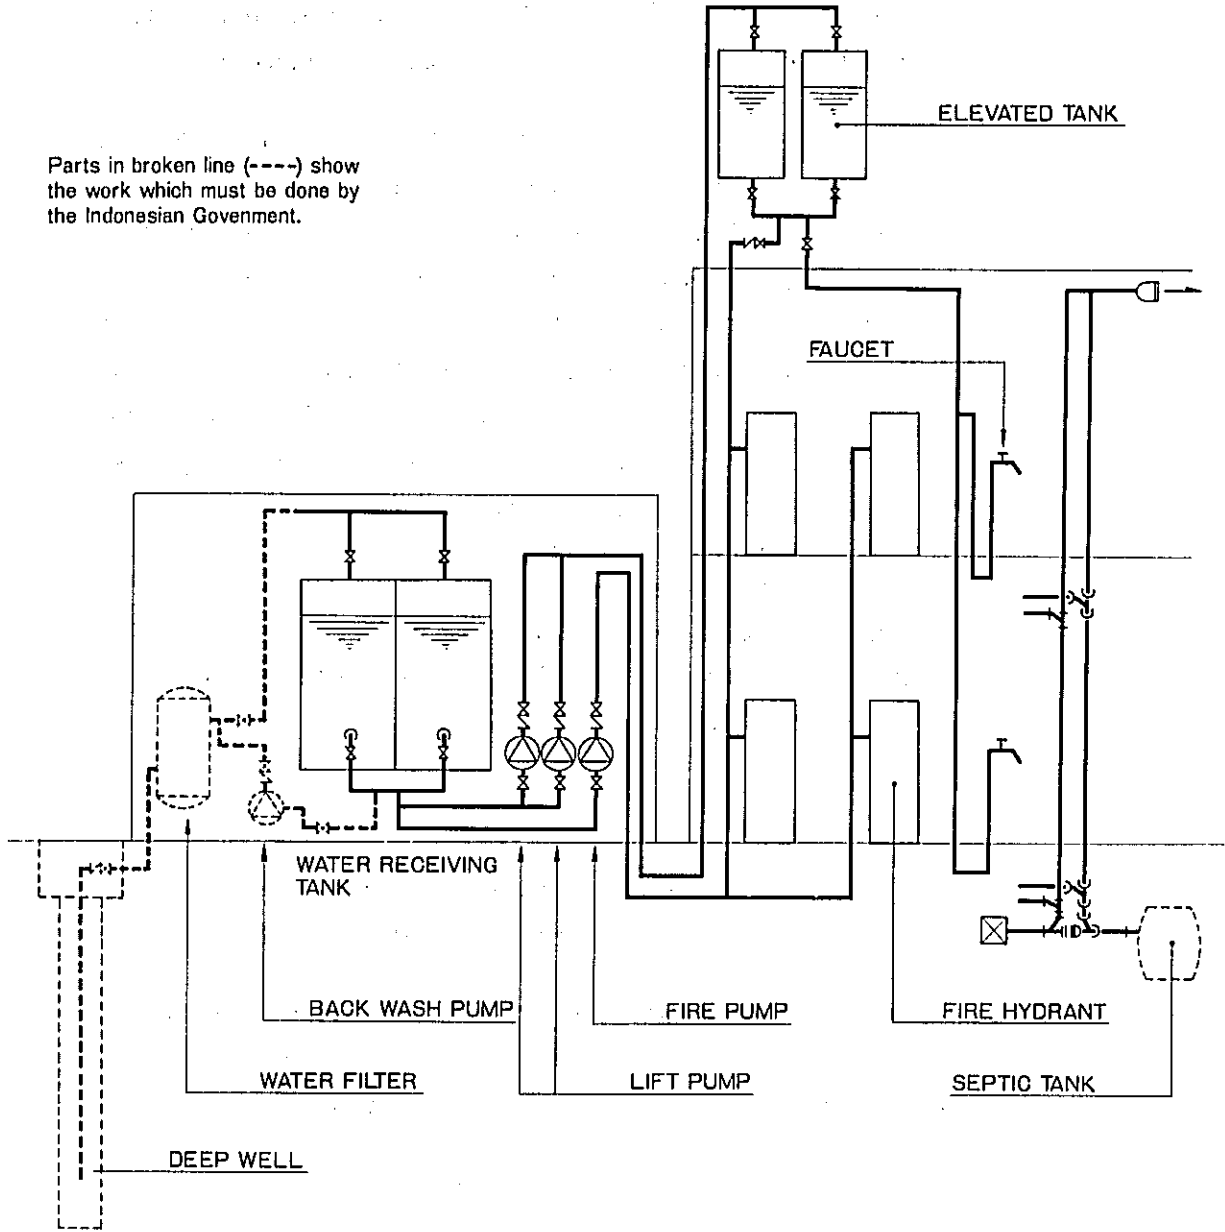 ELEVATED TANK
Parts in broken line (----) show
the work which must be done by
the Indonesian Govenment.
FAUCET
WATER RECEIVING
TANK
BACK WASH PUMP
FIRE PUMP
FIRE HYDRANT
WATER FILTER
LIFT PUMP
SEPTIC TANK
DEEP WELL